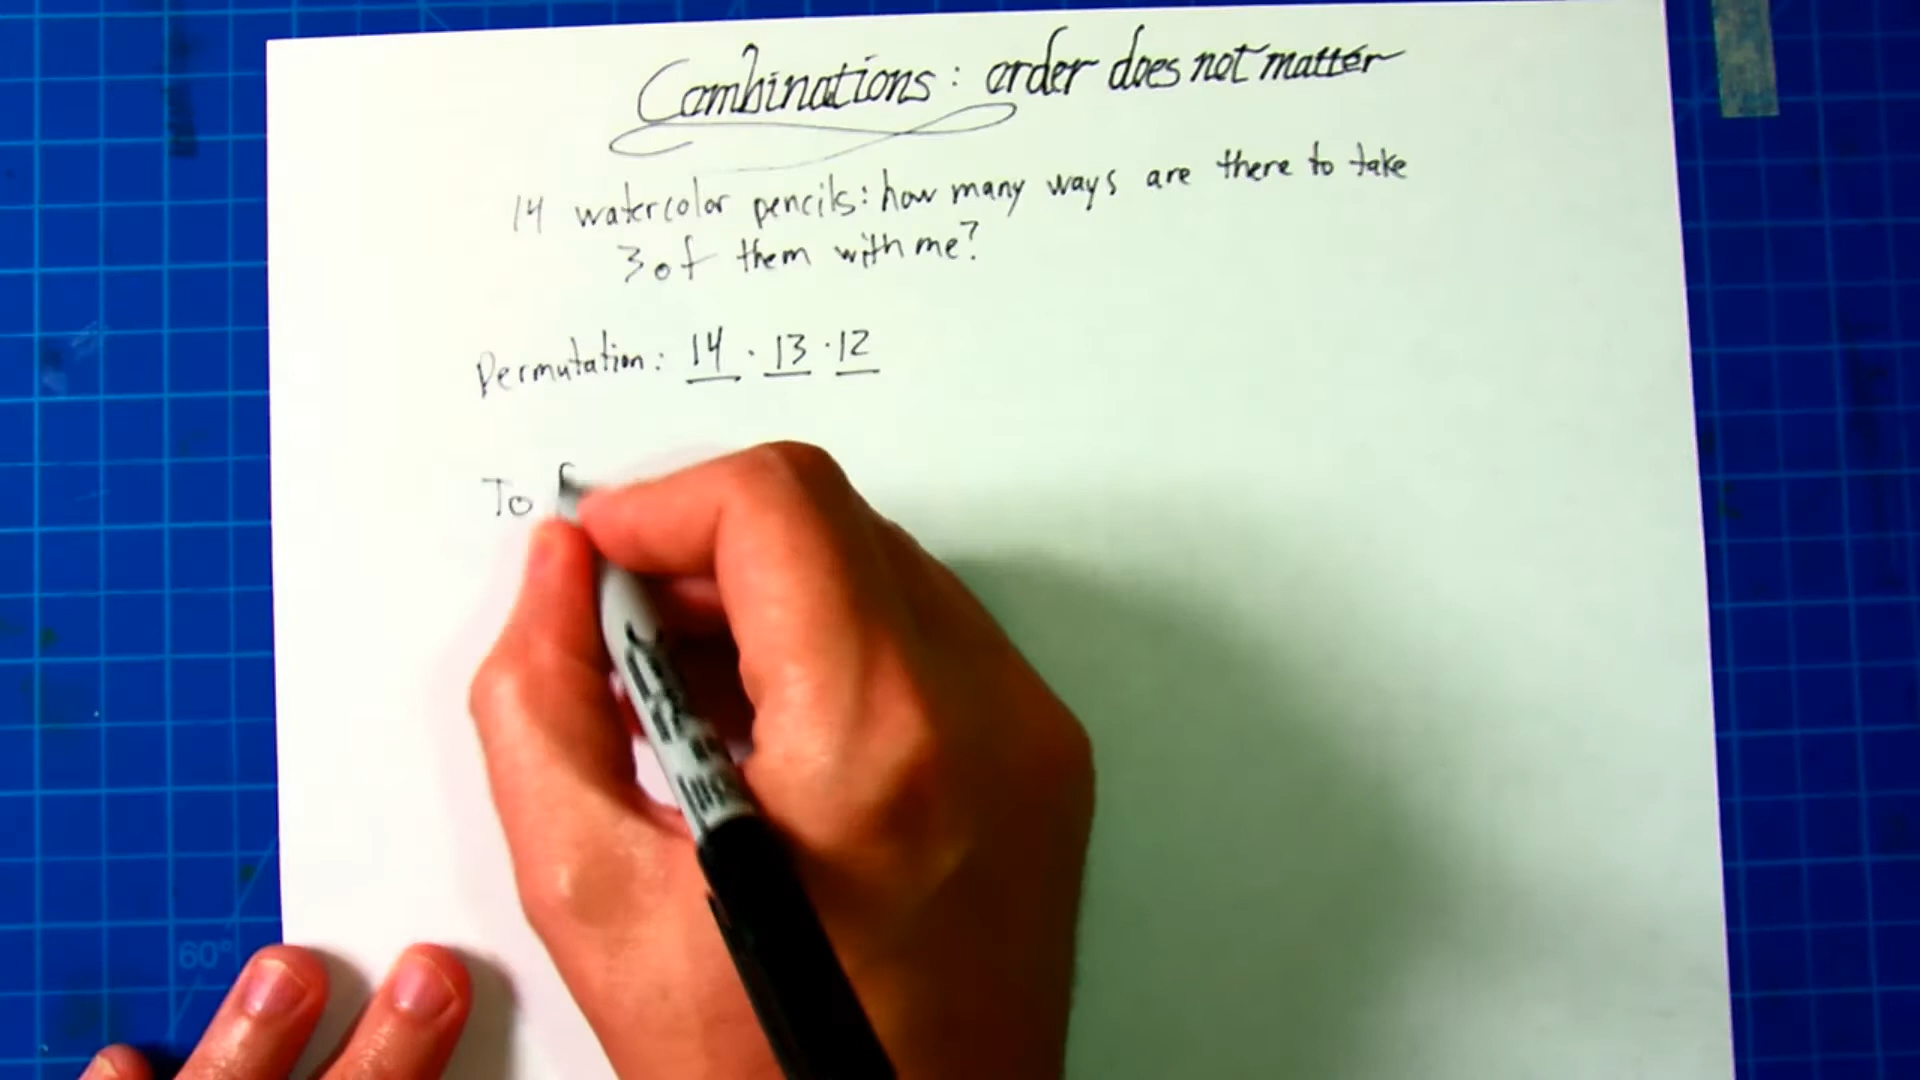 Combinations: order does not matter
14 watercolor pencils: how many ways are there to take
3 of them with me?
Permutation: 14 · 13 · 12
To
60°